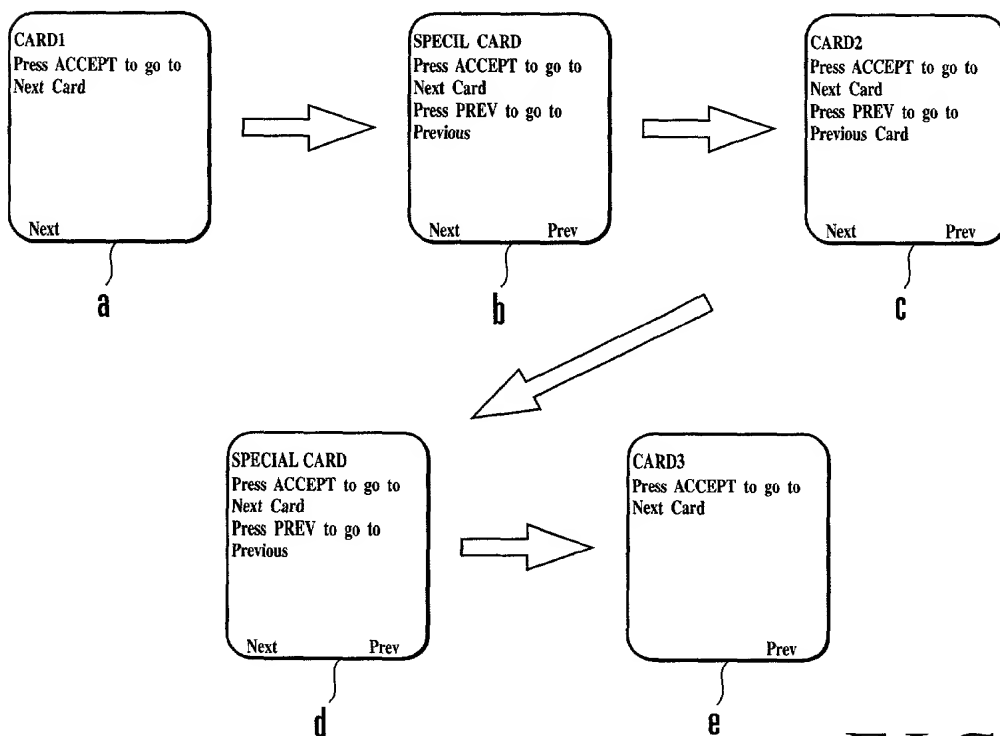 CARD1
Press ACCEPT to go to
Next Card
Next
a
SPECIL CARD
Press ACCEPT to go to
Next Card
Press PREV to go to
Previous
Next Prev
b
CARD2
Press ACCEPT to go to
Next Card
Press PREV to go to
Previous Card
Next Prev
c
SPECIAL CARD
Press ACCEPT to go to
Next Card
Press PREV to go to
Previous
Next Prev
d
CARD3
Press ACCEPT to go to
Next Card
Prev
e